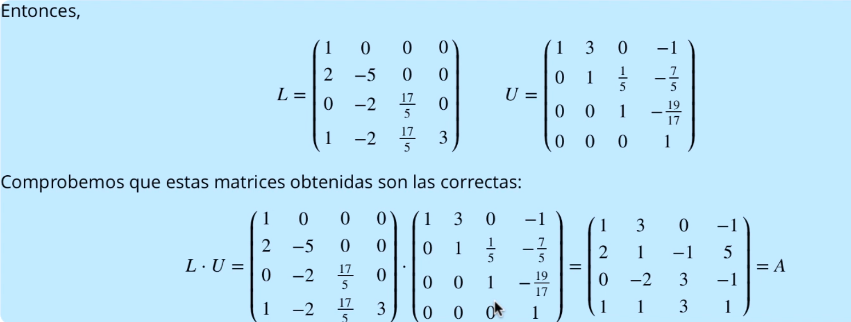 Entonces,
L = \begin{pmatrix} 1 & 0 & 0 & 0 \\ 2 & -5 & 0 & 0 \\ 0 & -2 & \frac{17}{5} & 0 \\ 1 & -2 & \frac{17}{5} & 3 \end{pmatrix} U = \begin{pmatrix} 1 & 3 & 0 & -1 \\ 0 & 1 & \frac{1}{5} & -\frac{7}{5} \\ 0 & 0 & 1 & -\frac{19}{17} \\ 0 & 0 & 0 & 1 \end{pmatrix}
Comprobemos que estas matrices obtenidas son las correctas:
L \cdot U = \begin{pmatrix} 1 & 0 & 0 & 0 \\ 2 & -5 & 0 & 0 \\ 0 & -2 & \frac{17}{5} & 0 \\ 1 & -2 & \frac{17}{5} & 3 \end{pmatrix} \cdot \begin{pmatrix} 1 & 3 & 0 & -1 \\ 0 & 1 & \frac{1}{5} & -\frac{7}{5} \\ 0 & 0 & 1 & -\frac{19}{17} \\ 0 & 0 & 0 & 1 \end{pmatrix} = \begin{pmatrix} 1 & 3 & 0 & -1 \\ 2 & 1 & -1 & 5 \\ 0 & -2 & 3 & -1 \\ 1 & 1 & 3 & 1 \end{pmatrix} = A